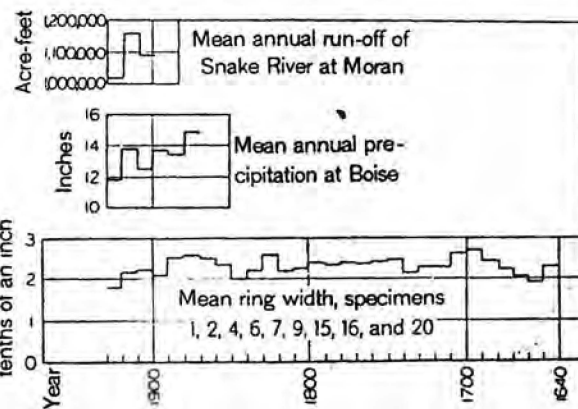 Acre-feet
1,200,000
1,100,000
1,000,000
Mean annual run-off of
Snake River at Moran
Inches
16
14
12
10
Mean annual pre-
cipitation at Boise
tenths of an inch
3
2
1
0
Mean ring width, specimens
1, 2, 4, 6, 7, 9, 15, 16, and 20
Year
1900
1800
1700
1640